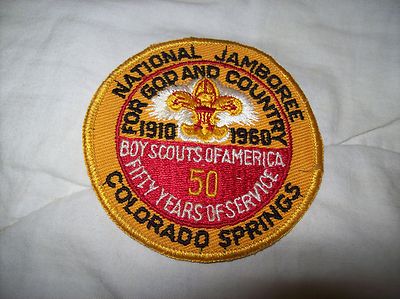 NATIONAL JAMBOREE
FOR GOD AND COUNTRY
1910 1960
BOY SCOUTS OF AMERICA
50
FIFTY YEARS OF SERVICE
COLORADO SPRINGS